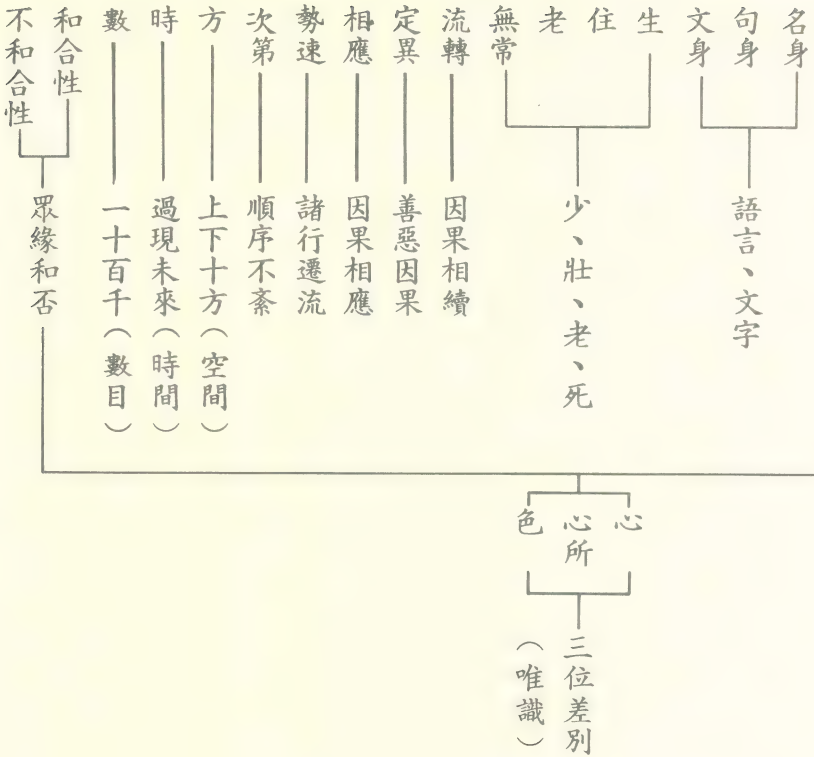 名身
句身
文身
生
住
老
無常
流轉
定異
相應
勢速
次第
方
時
數
和合性
不和合性
語言、文字
少、壯、老、死
因果相續
善惡因果
因果相應
諸行遷流
順序不紊
上下十方（空間）
過現未來（時間）
一十百千（數目）
眾緣和否
心
心所
色
三位差別
（唯識）